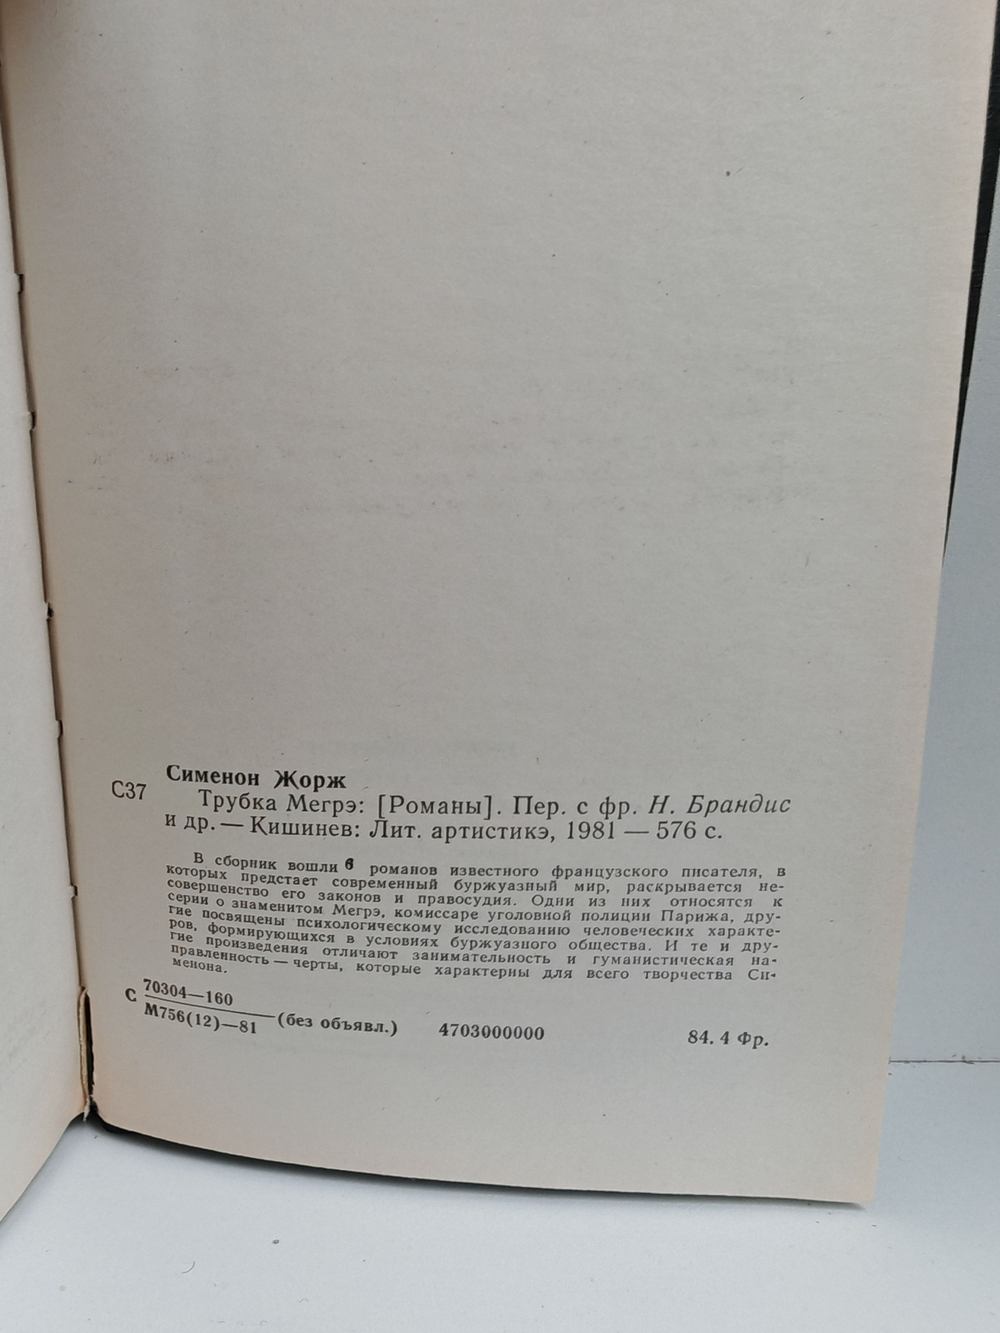 Сименон Жорж
С37
Трубка Мегрэ: [Романы]. Пер. с фр. Н. Брандис
и др. — Кишинев: Лит. артистикэ, 1981 — 576 с.
В сборник вошли 6 романов известного французского писателя, в
которых предстает современный буржуазный мир, раскрывается не-
совершенство его законов и правосудия. Одни из них относятся к
серии о знаменитом Мегрэ, комиссаре уголовной полиции Парижа, дру-
гие посвящены психологическому исследованию человеческих характе-
ров, формирующихся в условиях буржуазного общества. И те и дру-
гие произведения отличают занимательность и гуманистическая на-
правленность — черты, которые характерны для всего творчества Си-
менона.
70304—160
С (без объявл.) 4703000000 84. 4 Фр.
М756(12)—81